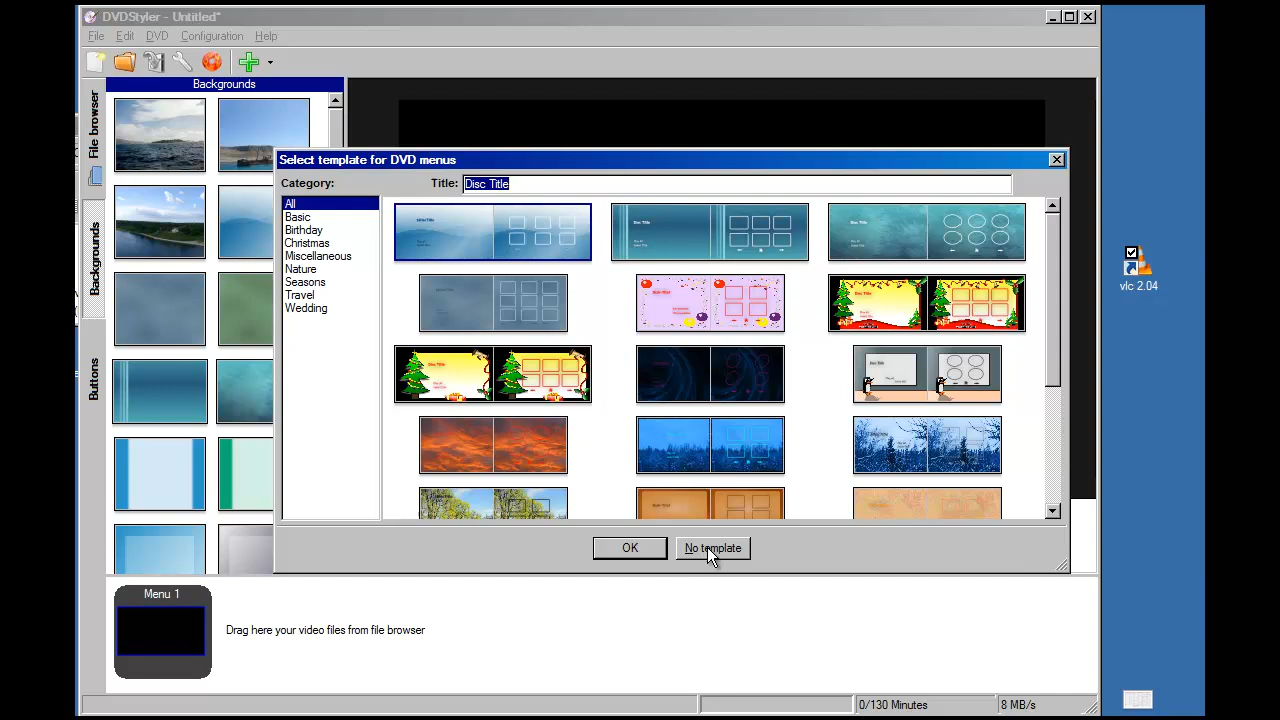 DVDStyler - Untitled*
File Edit DVD Configuration Help
Backgrounds
File browser
Backgrounds
Buttons
Select template for DVD menus
Category:
Title: Disc Title
All
Basic
Birthday
Christmas
Miscellaneous
Nature
Seasons
Travel
Wedding
OK
No template
Menu 1
Drag here your video files from file browser
0/130 Minutes
8 MB/s
vlc 2.04